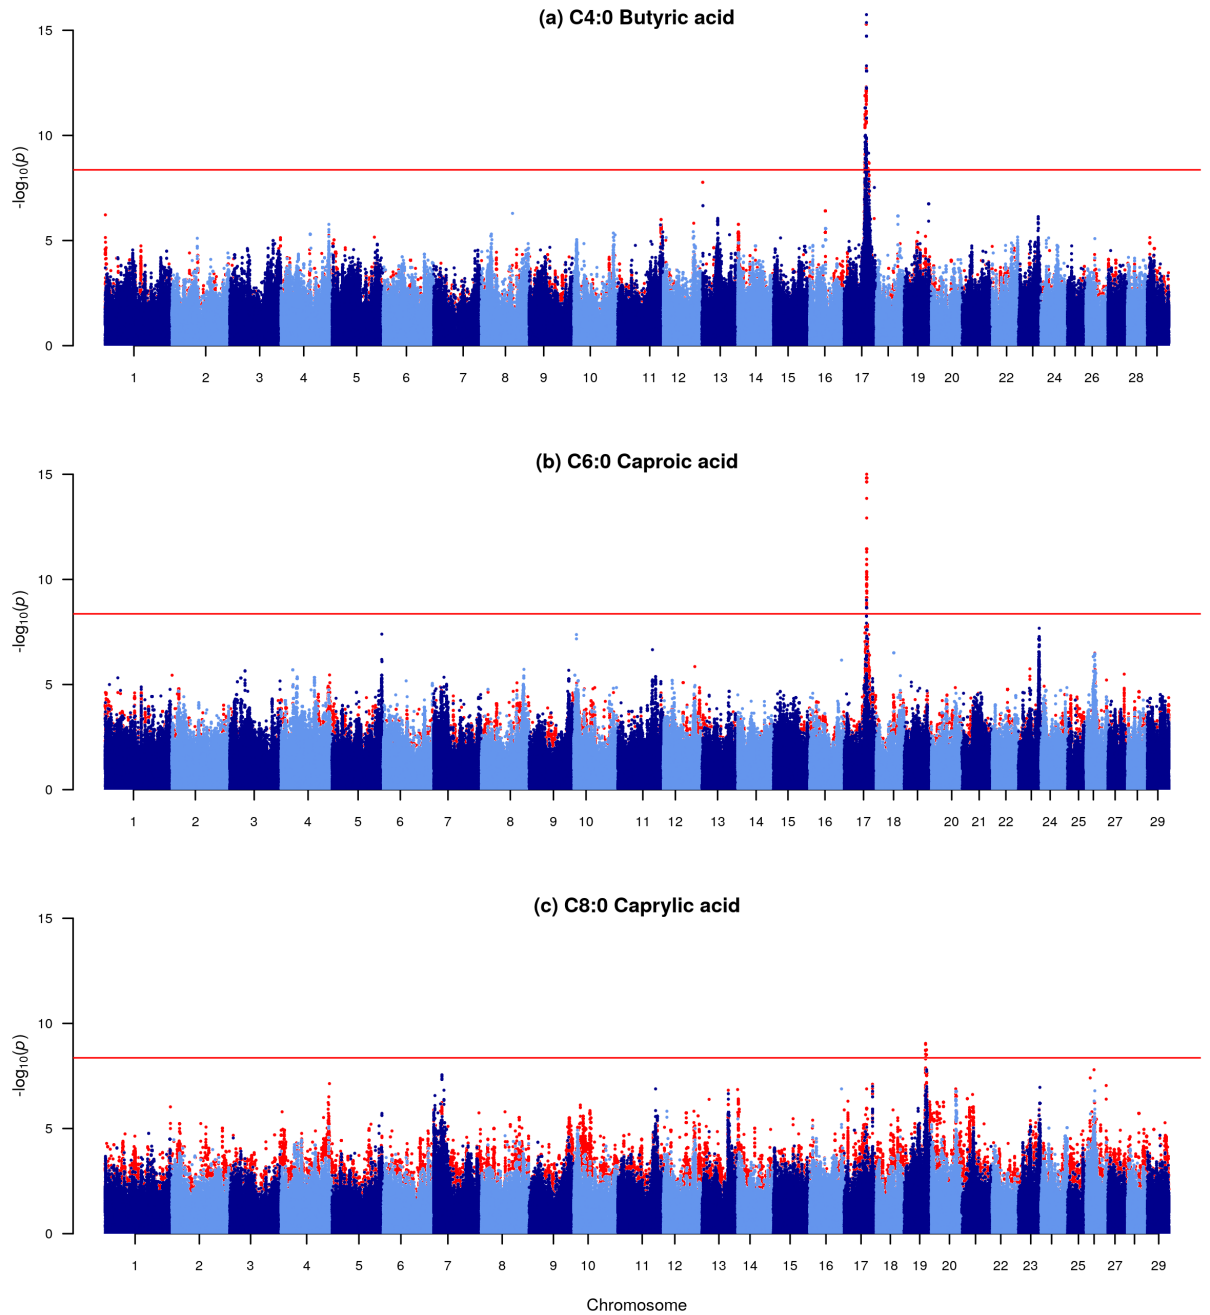 (a) C4:0 Butyric acid
15
10
5
0
-log10(p)
1 2 3 4 5 6 7 8 9 10 11 12 13 14 15 16 17 19 20 22 24 26 28
(b) C6:0 Caproic acid
15
10
5
0
-log10(p)
1 2 3 4 5 6 7 8 9 10 11 12 13 14 15 16 17 18 20 21 22 24 25 27 29
(c) C8:0 Caprylic acid
15
10
5
0
-log10(p)
1 2 3 4 5 6 7 8 9 10 11 12 13 14 15 16 17 18 19 20 22 23 25 27 29
Chromosome